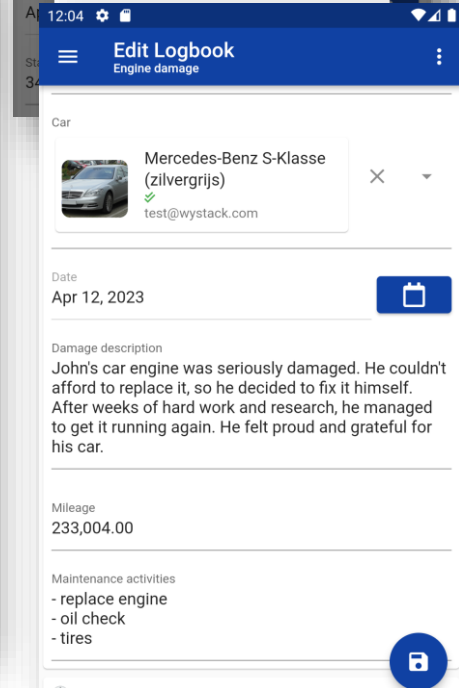 Ap
12:04
Edit Logbook
Engine damage
34
Car
Mercedes-Benz S-Klasse
(zilvergrijs)
test@wystack.com
Date
Apr 12, 2023
Damage description
John's car engine was seriously damaged. He couldn't
afford to replace it, so he decided to fix it himself.
After weeks of hard work and research, he managed
to get it running again. He felt proud and grateful for
his car.
Mileage
233,004.00
Maintenance activities
- replace engine
- oil check
- tires